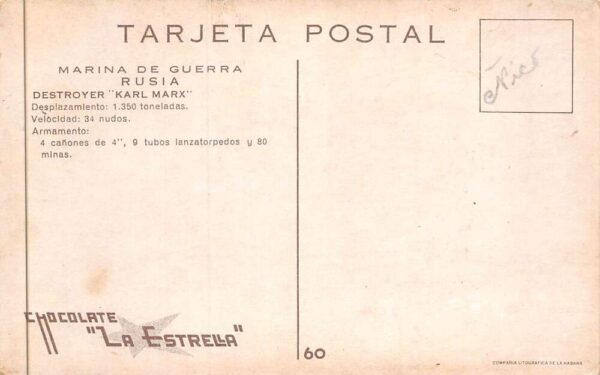 TARJETA POSTAL
MARINA DE GUERRA
RUSIA
DESTROYER "KARL MARX"
Desplazamiento: 1.350 toneladas.
Velocidad: 34 nudos.
Armamento:
4 cañones de 4", 9 tubos lanzatorpedos y 80
minas.
Nice
CHOCOLATE
"LA ESTRELLA"
60
COMPAÑIA LITOGRAFICA DE LA HABANA